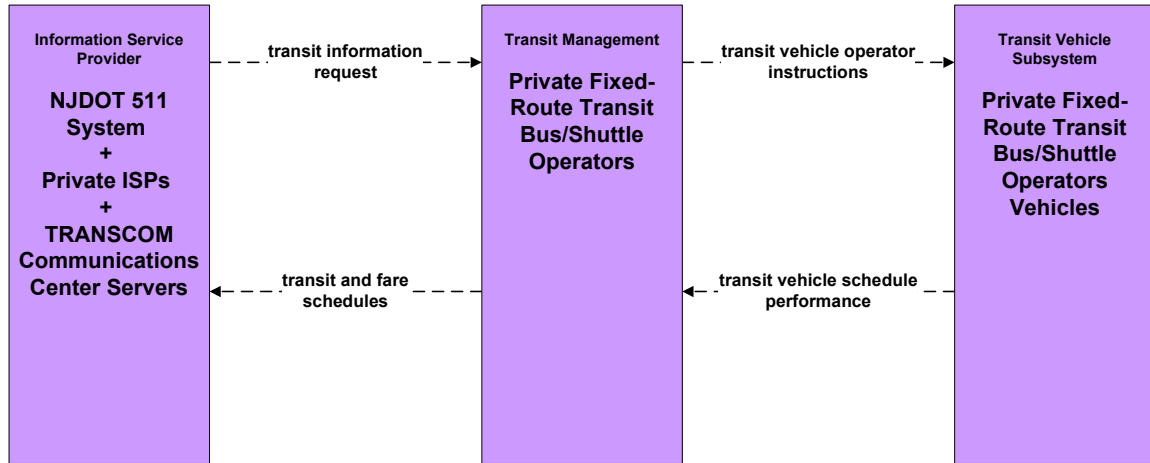 Information Service
Provider
NJDOT 511
System
+
Private ISPs
+
TRANSCOM
Communications
Center Servers
transit information
request
transit and fare
schedules
Transit Management
Private Fixed-
Route Transit
Bus/Shuttle
Operators
transit vehicle operator
instructions
transit vehicle schedule
performance
Transit Vehicle
Subsystem
Private Fixed-
Route Transit
Bus/Shuttle
Operators
Vehicles